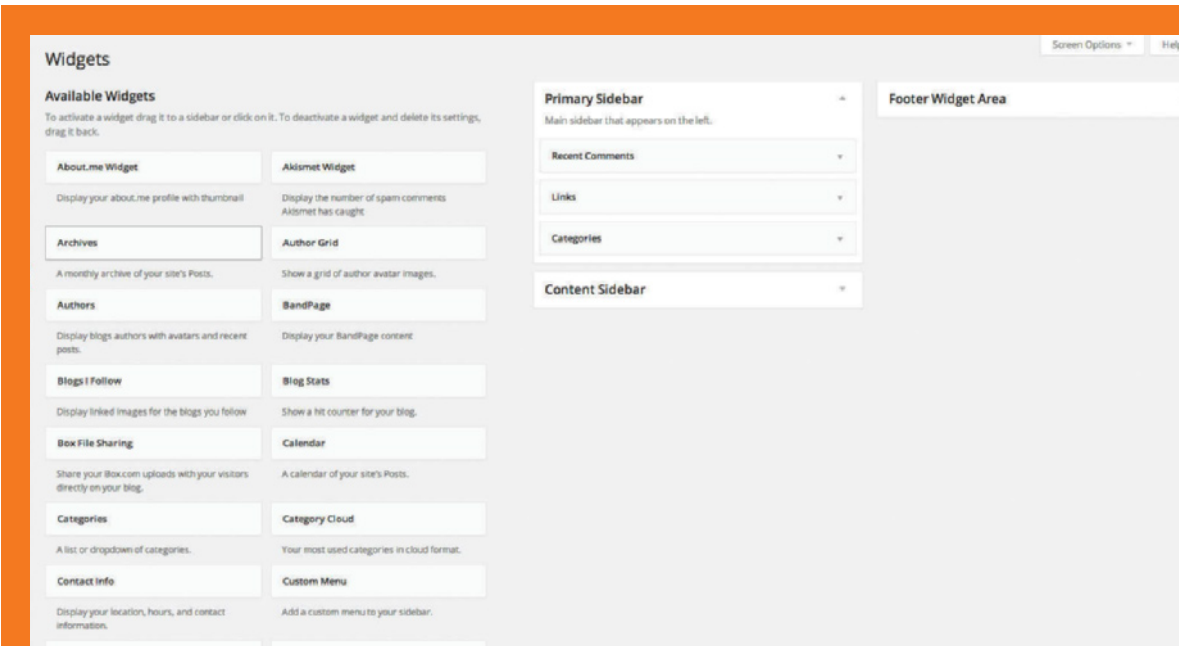 Screen Options
Help
Widgets
Available Widgets
To activate a widget drag it to a sidebar or click on it. To deactivate a widget and delete its settings,
drag it back.
About.me Widget
Akismet Widget
Display your about.me profile with thumbnail
Display the number of spam comments
Akismet has caught
Archives
Author Grid
A monthly archive of your site's Posts.
Show a grid of author avatar images.
Authors
BandPage
Display blogs authors with avatars and recent
posts.
Display your BandPage content
Blogs I Follow
Blog Stats
Display linked images for the blogs you follow
Show a hit counter for your blog.
Box File Sharing
Calendar
Share your Box.com uploads with your visitors
directly on your blog.
A calendar of your site's Posts.
Categories
Category Cloud
A list or dropdown of categories.
Your most used categories in cloud format.
Contact Info
Custom Menu
Display your location, hours, and contact
information.
Add a custom menu to your sidebar.
Primary Sidebar
Main sidebar that appears on the left.
Recent Comments
Links
Categories
Content Sidebar
Footer Widget Area